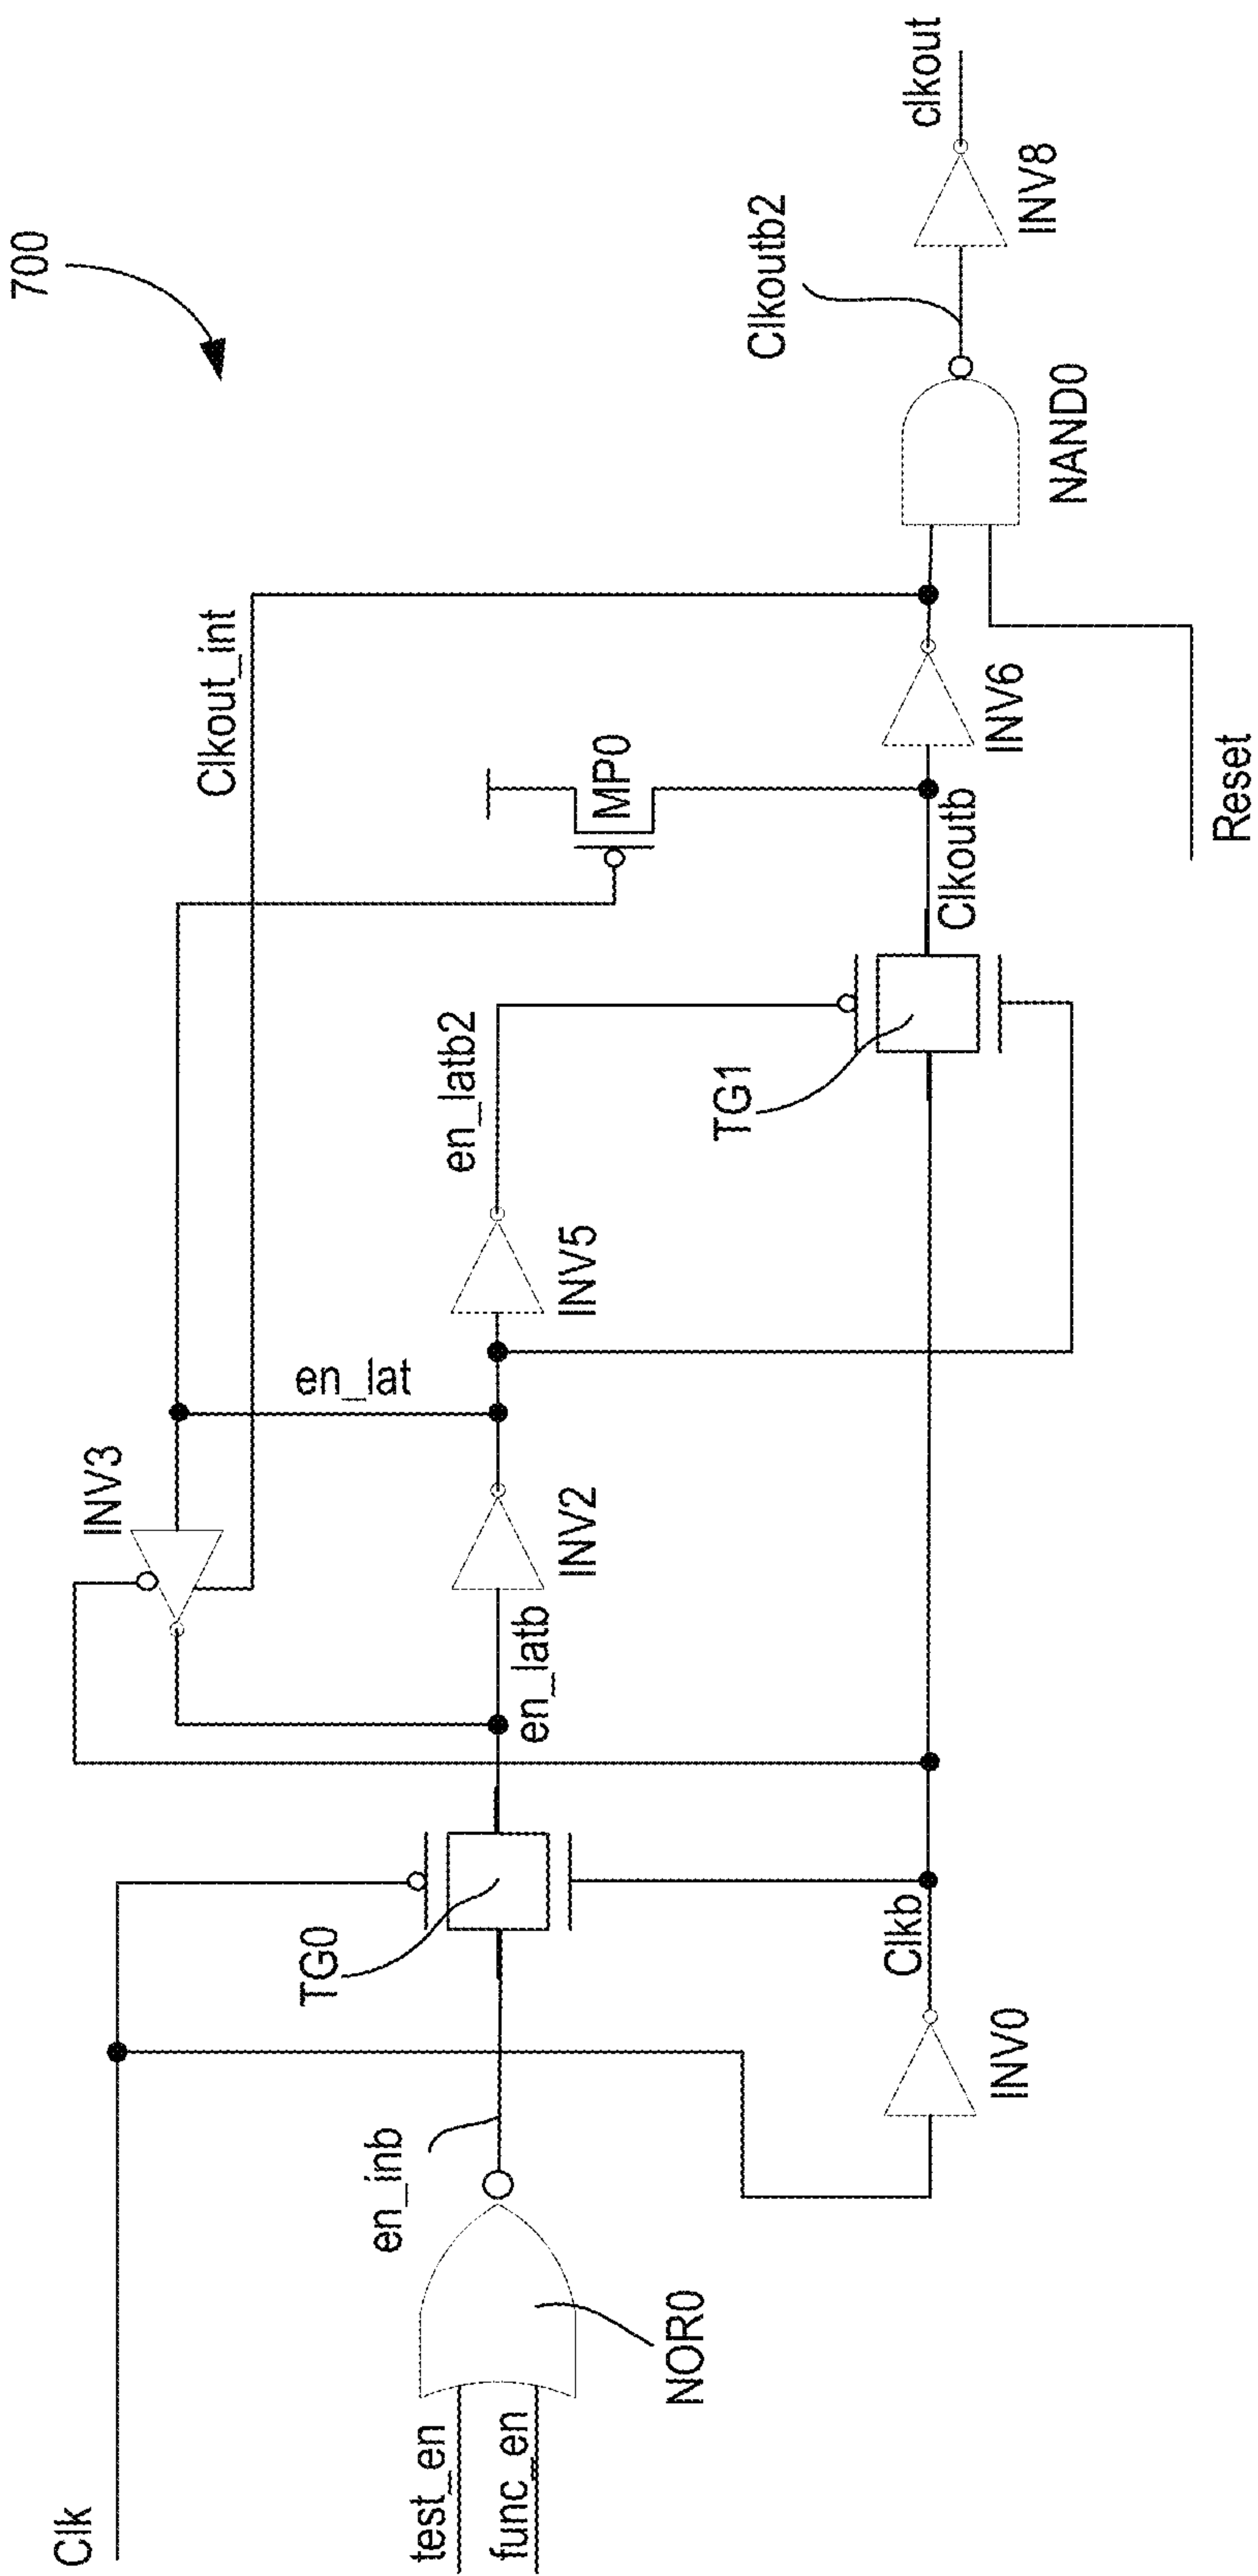 700
Clk
test_en
func_en
NOR0
en_inb
TG0
INV0
Clkb
en_latb
INV2
INV3
en_lat
INV5
en_latb2
TG1
Clkout_int
MP0
Clkoutb
INV6
Reset
NAND0
Clkoutb2
INV8
clkout